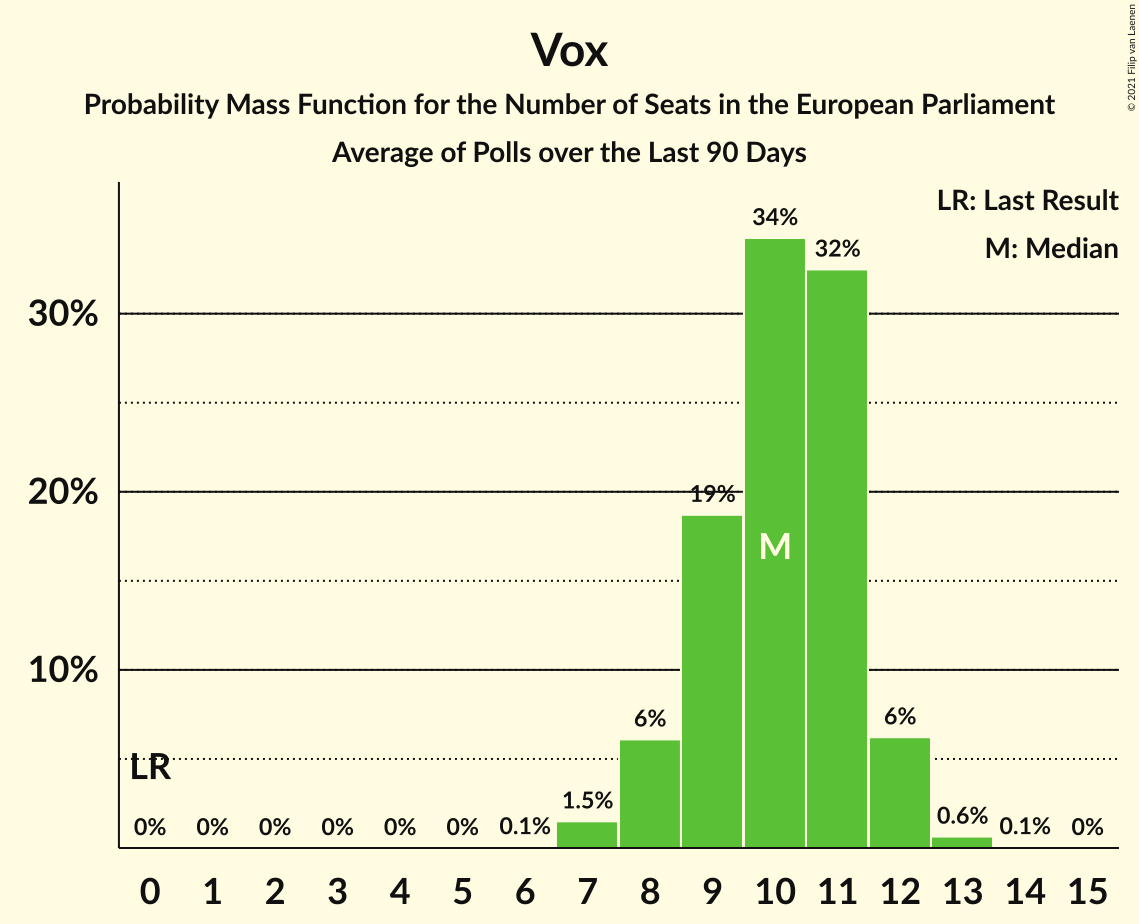 © 2021 Filip van Laenen
Vox
Probability Mass Function for the Number of Seats in the European Parliament
Average of Polls over the Last 90 Days
LR: Last Result
M: Median
34%
32%
30%
20%
19%
M
10%
6%
6%
LR
1.5%
0.6%
0% 0% 0% 0% 0% 0% 0.1% 0.1% 0%
0 1 2 3 4 5 6 7 8 9 10 11 12 13 14 15